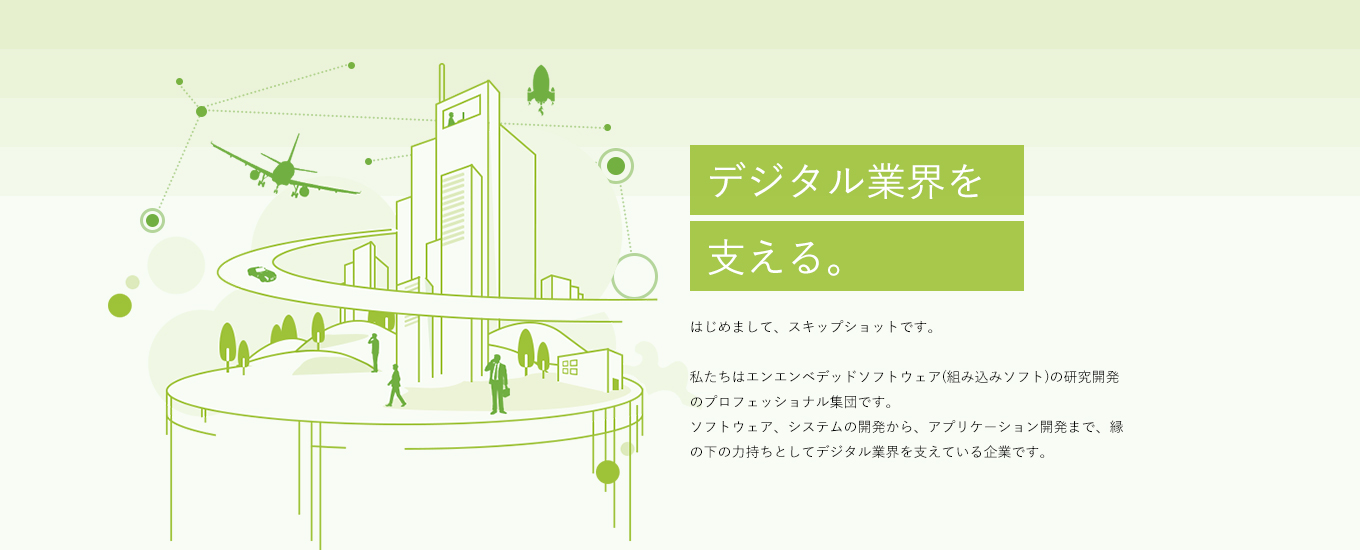 デジタル業界を
支える。
はじめまして、スキップショットです。
私たちはエンエンベデッドソフトウェア(組み込みソフト)の研究開発
のプロフェッショナル集団です。
ソフトウェア、システムの開発から、アプリケーション開発まで、縁
の下の力持ちとしてデジタル業界を支えている企業です。